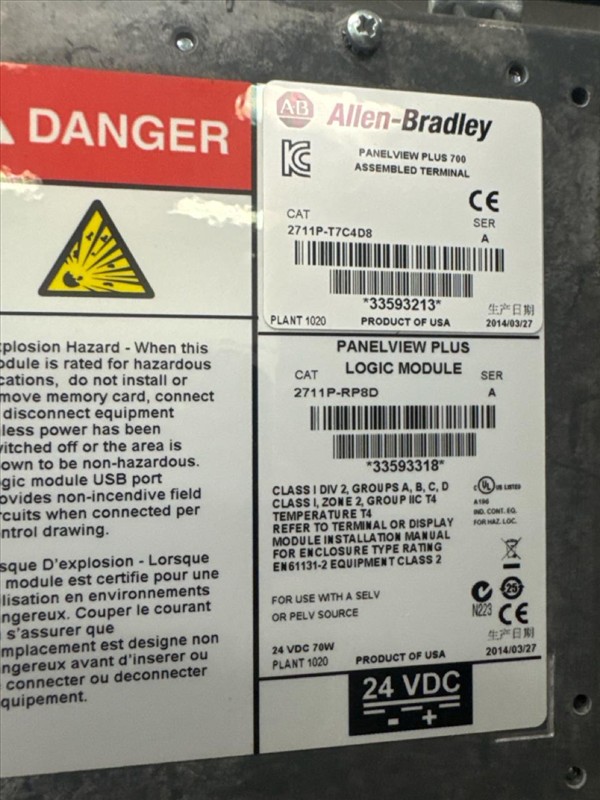 DANGER
plosion Hazard - When this
odule is rated for hazardous
cations, do not install or
move memory card, connect
disconnect equipment
less power has been
vitched off or the area is
own to be non-hazardous.
gic module USB port
ovides non-incendive field
rcuits when connected per
ntrol drawing.
sque D'explosion - Lorsque
module est certifie pour une
lisation en environnements
ngereux. Couper le courant
s'assurer que
mplacement est designe non
ngereux avant d'inserer ou
connecter ou deconnecter
quipement.
AB Allen-Bradley
PANELVIEW PLUS 700
ASSEMBLED TERMINAL
CE
CAT
SER
2711P-T7C4D8
A
*33593213*
生产日期
PLANT 1020
PRODUCT OF USA
2014/03/27
PANELVIEW PLUS
LOGIC MODULE
CAT
SER
2711P-RP8D
A
*33593318*
CLASS I DIV 2, GROUPS A, B, C, D
CLASS I, ZONE 2, GROUP IIC T4
TEMPERATURE T4
REFER TO TERMINAL OR DISPLAY
MODULE INSTALLATION MANUAL
FOR ENCLOSURE TYPE RATING
EN61131-2 EQUIPMENT CLASS 2
c UL US LISTED
A196
IND. CONT. EQ.
FOR HAZ. LOC.
FOR USE WITH A SELV
OR PELV SOURCE
25
N223
CE
生产日期
24 VDC 70W
PLANT 1020
PRODUCT OF USA
2014/03/27
24 VDC
- +